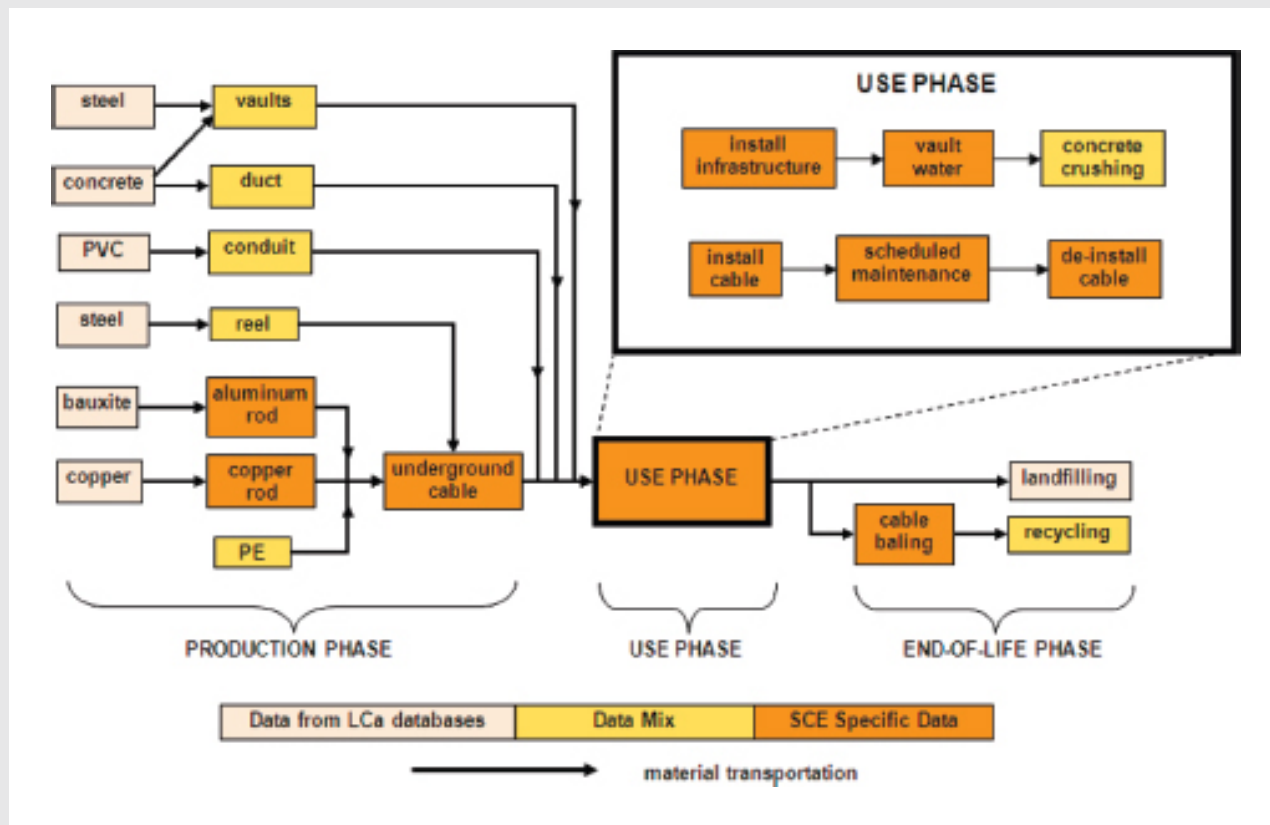 steel
vaults
concrete
duct
PVC
conduit
steel
reel
bauxite
aluminum
rod
copper
copper
rod
PE
underground
cable
USE PHASE
install
infrastructure
vault
water
concrete
crushing
install
cable
scheduled
maintenance
de-install
cable
USE PHASE
landfilling
cable
baling
recycling
PRODUCTION PHASE
USE PHASE
END-OF-LIFE PHASE
Data from LCa databases
Data Mix
SCE Specific Data
material transportation